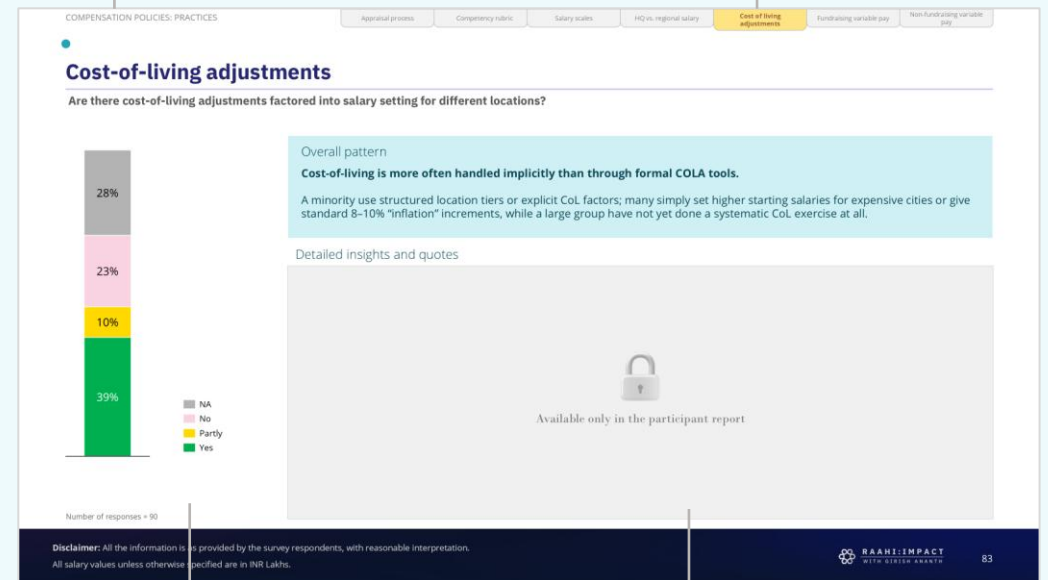 COMPENSATION POLICIES: PRACTICES
Appraisal process
Competency rubric
Salary scales
HQ vs. regional salary
Cost of living
adjustments
Fundraising variable pay
Non-fundraising variable
pay
Cost-of-living adjustments
Are there cost-of-living adjustments factored into salary setting for different locations?
28%
23%
10%
39%
NA
No
Partly
Yes
Number of responses = 90
Overall pattern
Cost-of-living is more often handled implicitly than through formal COLA tools.
A minority use structured location tiers or explicit CoL factors; many simply set higher starting salaries for expensive cities or give
standard 8–10% “inflation” increments, while a large group have not yet done a systematic CoL exercise at all.
Detailed insights and quotes
Available only in the participant report
Disclaimer: All the information is as provided by the survey respondents, with reasonable interpretation.
All salary values unless otherwise specified are in INR Lakhs.
RAAHI:IMPACT
WITH GIRISH ANANTH
83